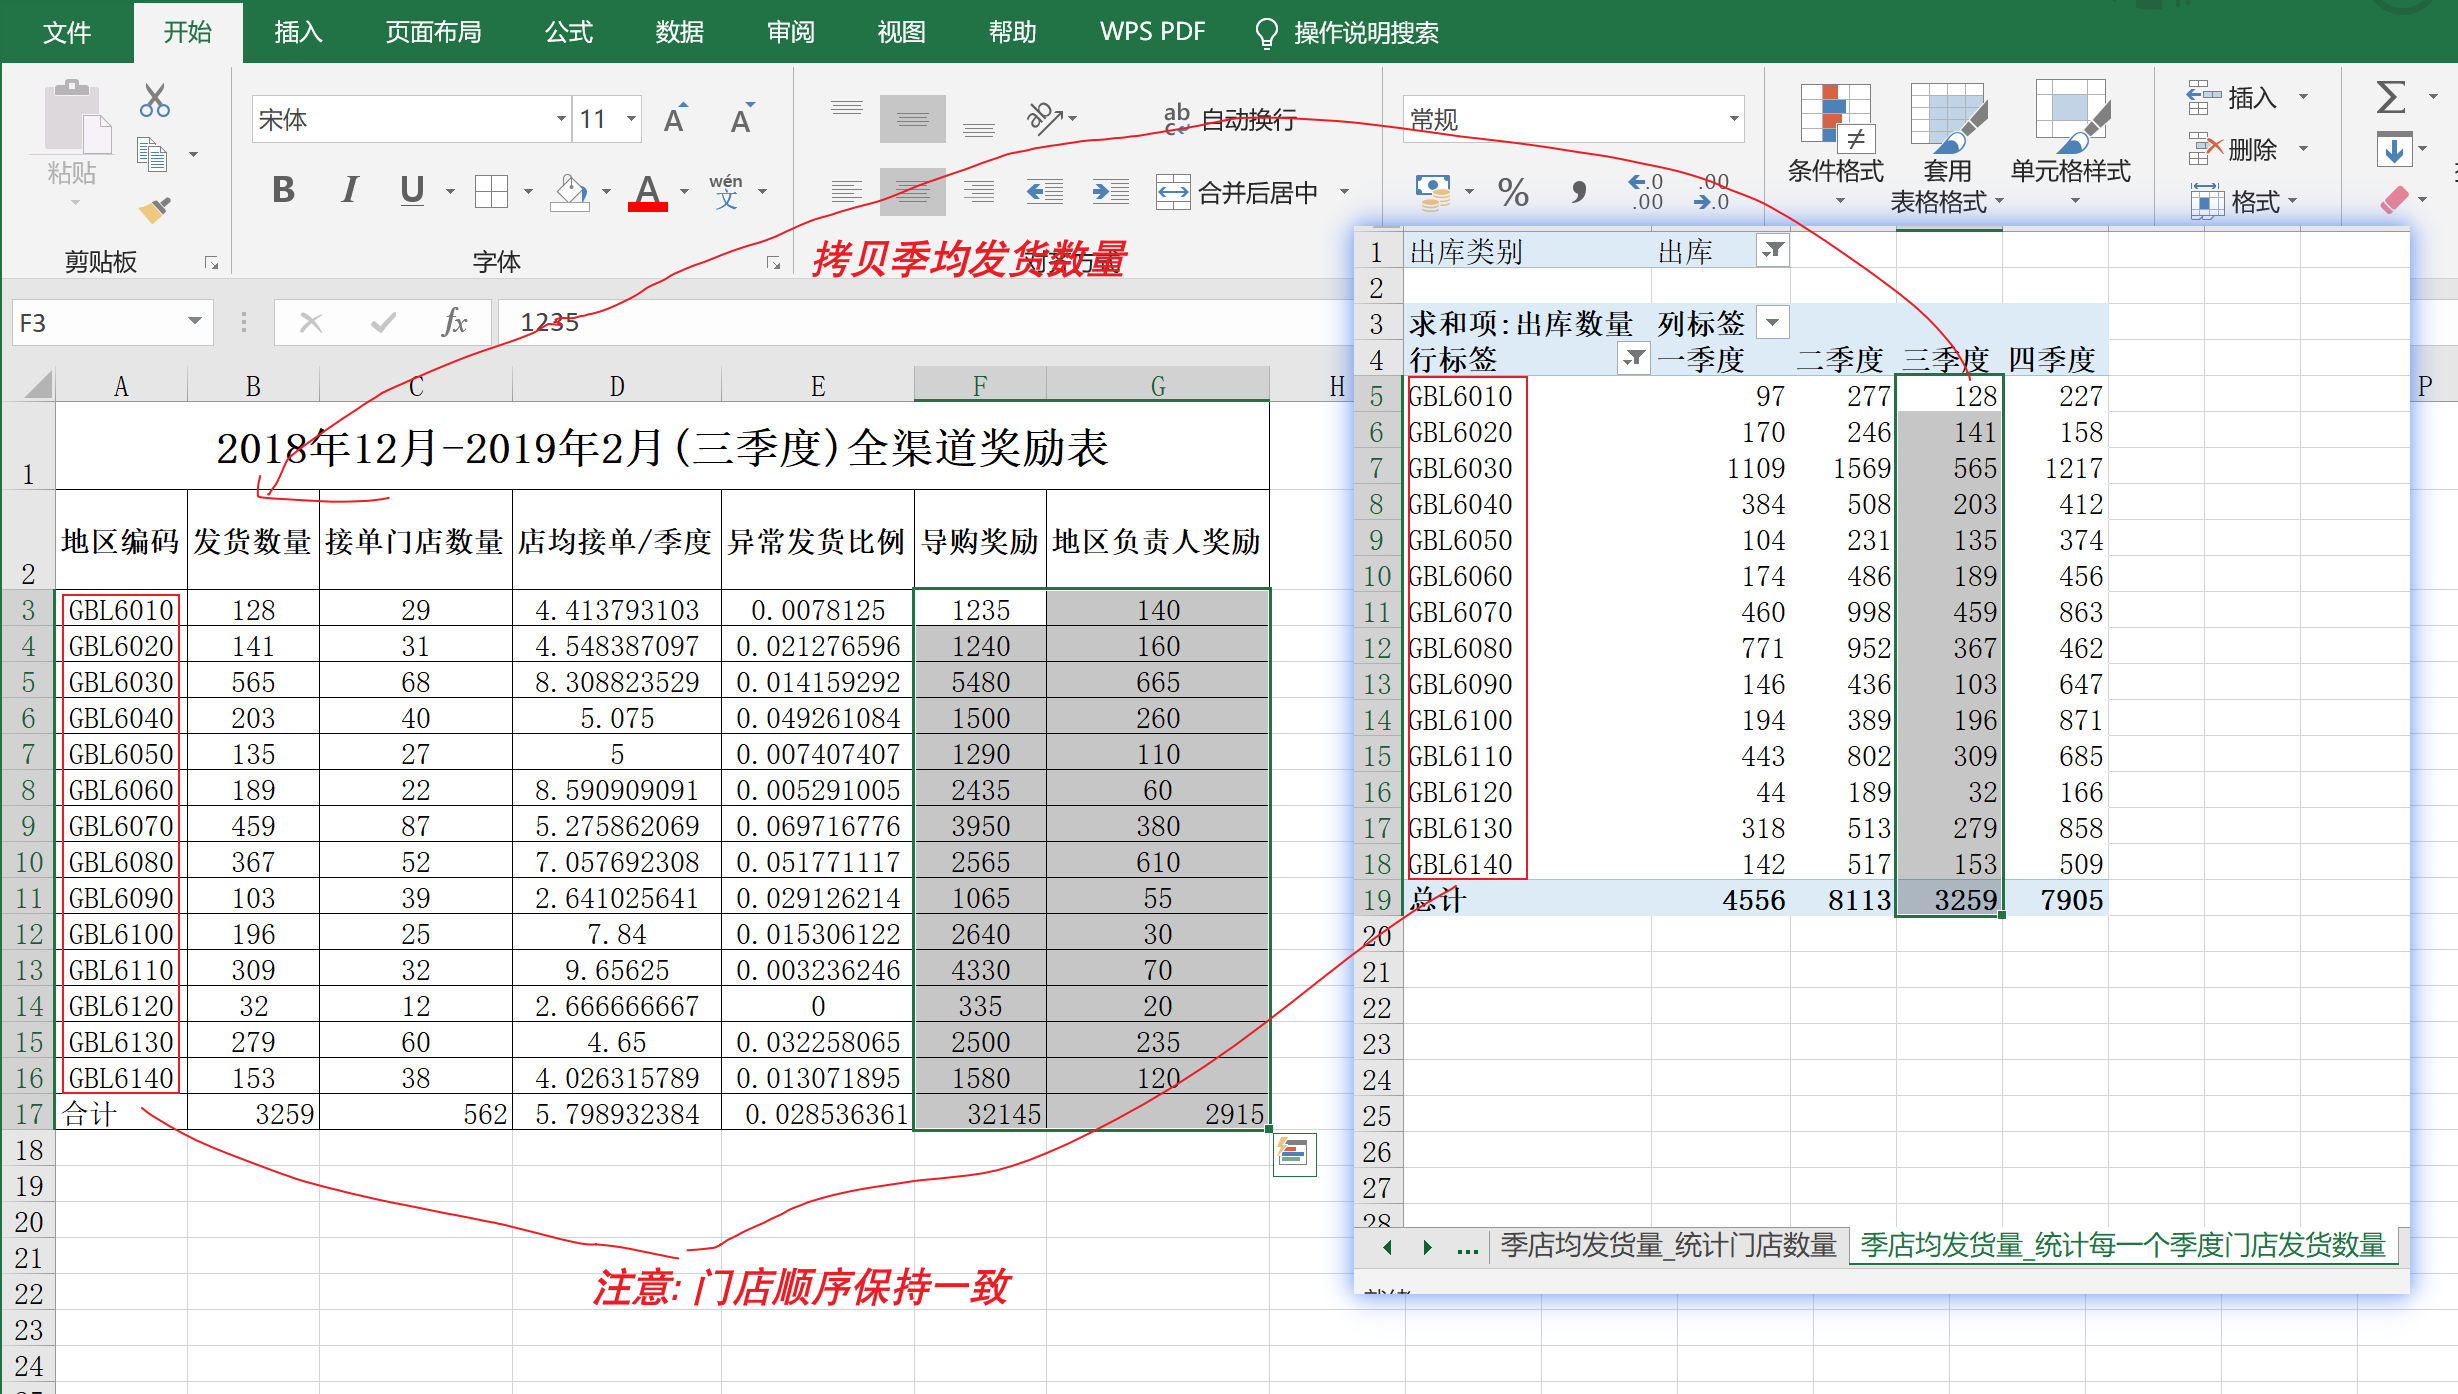 文件 开始 插入 页面布局 公式 数据 审阅 视图 帮助 WPS PDF 操作说明搜索
宋体 11 A A ab 自动换行 常规
粘贴 条件格式 套用 表格格式 单元格样式 插入 删除 格式
B I U A wén 文 合并后居中 % .0 .00 .00 .0
剪贴板 字体
拷贝季均发货数量
F3 fx 1235
A B C D E F G H P
1 2018年12月-2019年2月(三季度)全渠道奖励表
2 地区编码 发货数量 接单门店数量 店均接单/季度 异常发货比例 导购奖励 地区负责人奖励
3 GBL6010 128 29 4.413793103 0.0078125 1235 140
4 GBL6020 141 31 4.548387097 0.021276596 1240 160
5 GBL6030 565 68 8.308823529 0.014159292 5480 665
6 GBL6040 203 40 5.075 0.049261084 1500 260
7 GBL6050 135 27 5 0.007407407 1290 110
8 GBL6060 189 22 8.590909091 0.005291005 2435 60
9 GBL6070 459 87 5.275862069 0.069716776 3950 380
10 GBL6080 367 52 7.057692308 0.051771117 2565 610
11 GBL6090 103 39 2.641025641 0.029126214 1065 55
12 GBL6100 196 25 7.84 0.015306122 2640 30
13 GBL6110 309 32 9.65625 0.003236246 4330 70
14 GBL6120 32 12 2.666666667 0 335 20
15 GBL6130 279 60 4.65 0.032258065 2500 235
16 GBL6140 153 38 4.026315789 0.013071895 1580 120
17 合计 3259 562 5.798932384 0.028536361 32145 2915
18
19
20
21
22
23
24
注意: 门店顺序保持一致
1 出库类别 出库
2
3 求和项:出库数量 列标签
4 行标签 一季度 二季度 三季度 四季度
5 GBL6010 97 277 128 227
6 GBL6020 170 246 141 158
7 GBL6030 1109 1569 565 1217
8 GBL6040 384 508 203 412
9 GBL6050 104 231 135 374
10 GBL6060 174 486 189 456
11 GBL6070 460 998 459 863
12 GBL6080 771 952 367 462
13 GBL6090 146 436 103 647
14 GBL6100 194 389 196 871
15 GBL6110 443 802 309 685
16 GBL6120 44 189 32 166
17 GBL6130 318 513 279 858
18 GBL6140 142 517 153 509
19 总计 4556 8113 3259 7905
20
21
22
23
24
25
26
27
28
... 季店均发货量_统计门店数量 季店均发货量_统计每一个季度门店发货数量